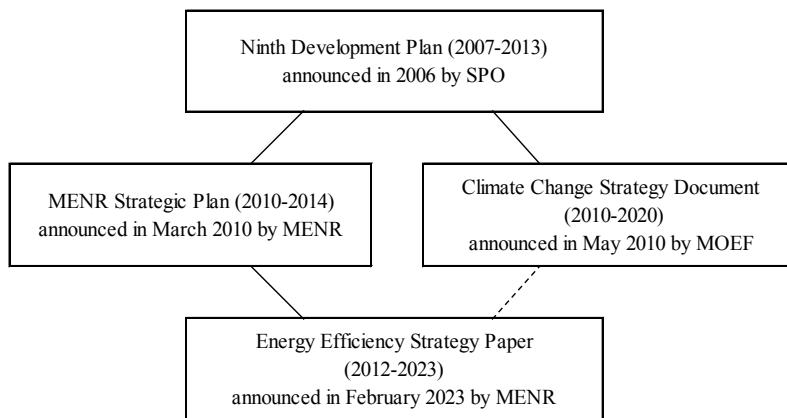 Ninth Development Plan (2007-2013)
announced in 2006 by SPO
MENR Strategic Plan (2010-2014)
announced in March 2010 by MENR
Climate Change Strategy Document
(2010-2020)
announced in May 2010 by MOEF
Energy Efficiency Strategy Paper
(2012-2023)
announced in February 2023 by MENR